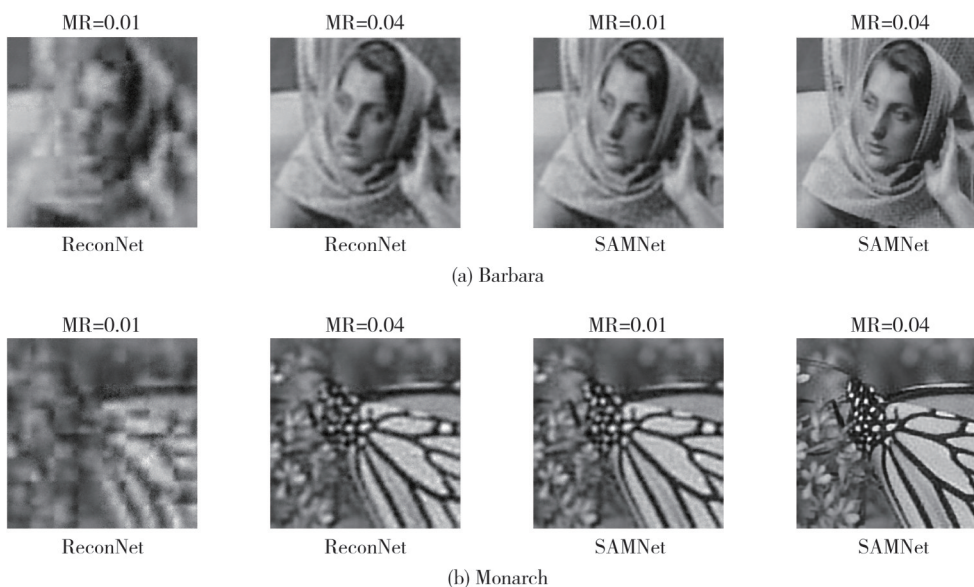 MR=0.01 MR=0.04 MR=0.01 MR=0.04
ReconNet ReconNet SAMNet SAMNet
(a) Barbara
MR=0.01 MR=0.04 MR=0.01 MR=0.04
ReconNet ReconNet SAMNet SAMNet
(b) Monarch